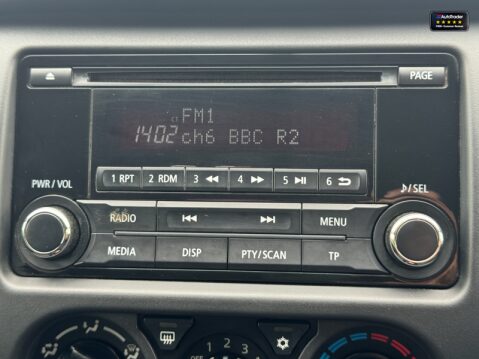 AutoTrader
PAGE
FM1
1402 ch6 BBC R2
1 RPT 2 RDM 3 4 5 6
PWR/VOL
/SEL
RADIO
MENU
MEDIA DISP PTY/SCAN TP
OFF